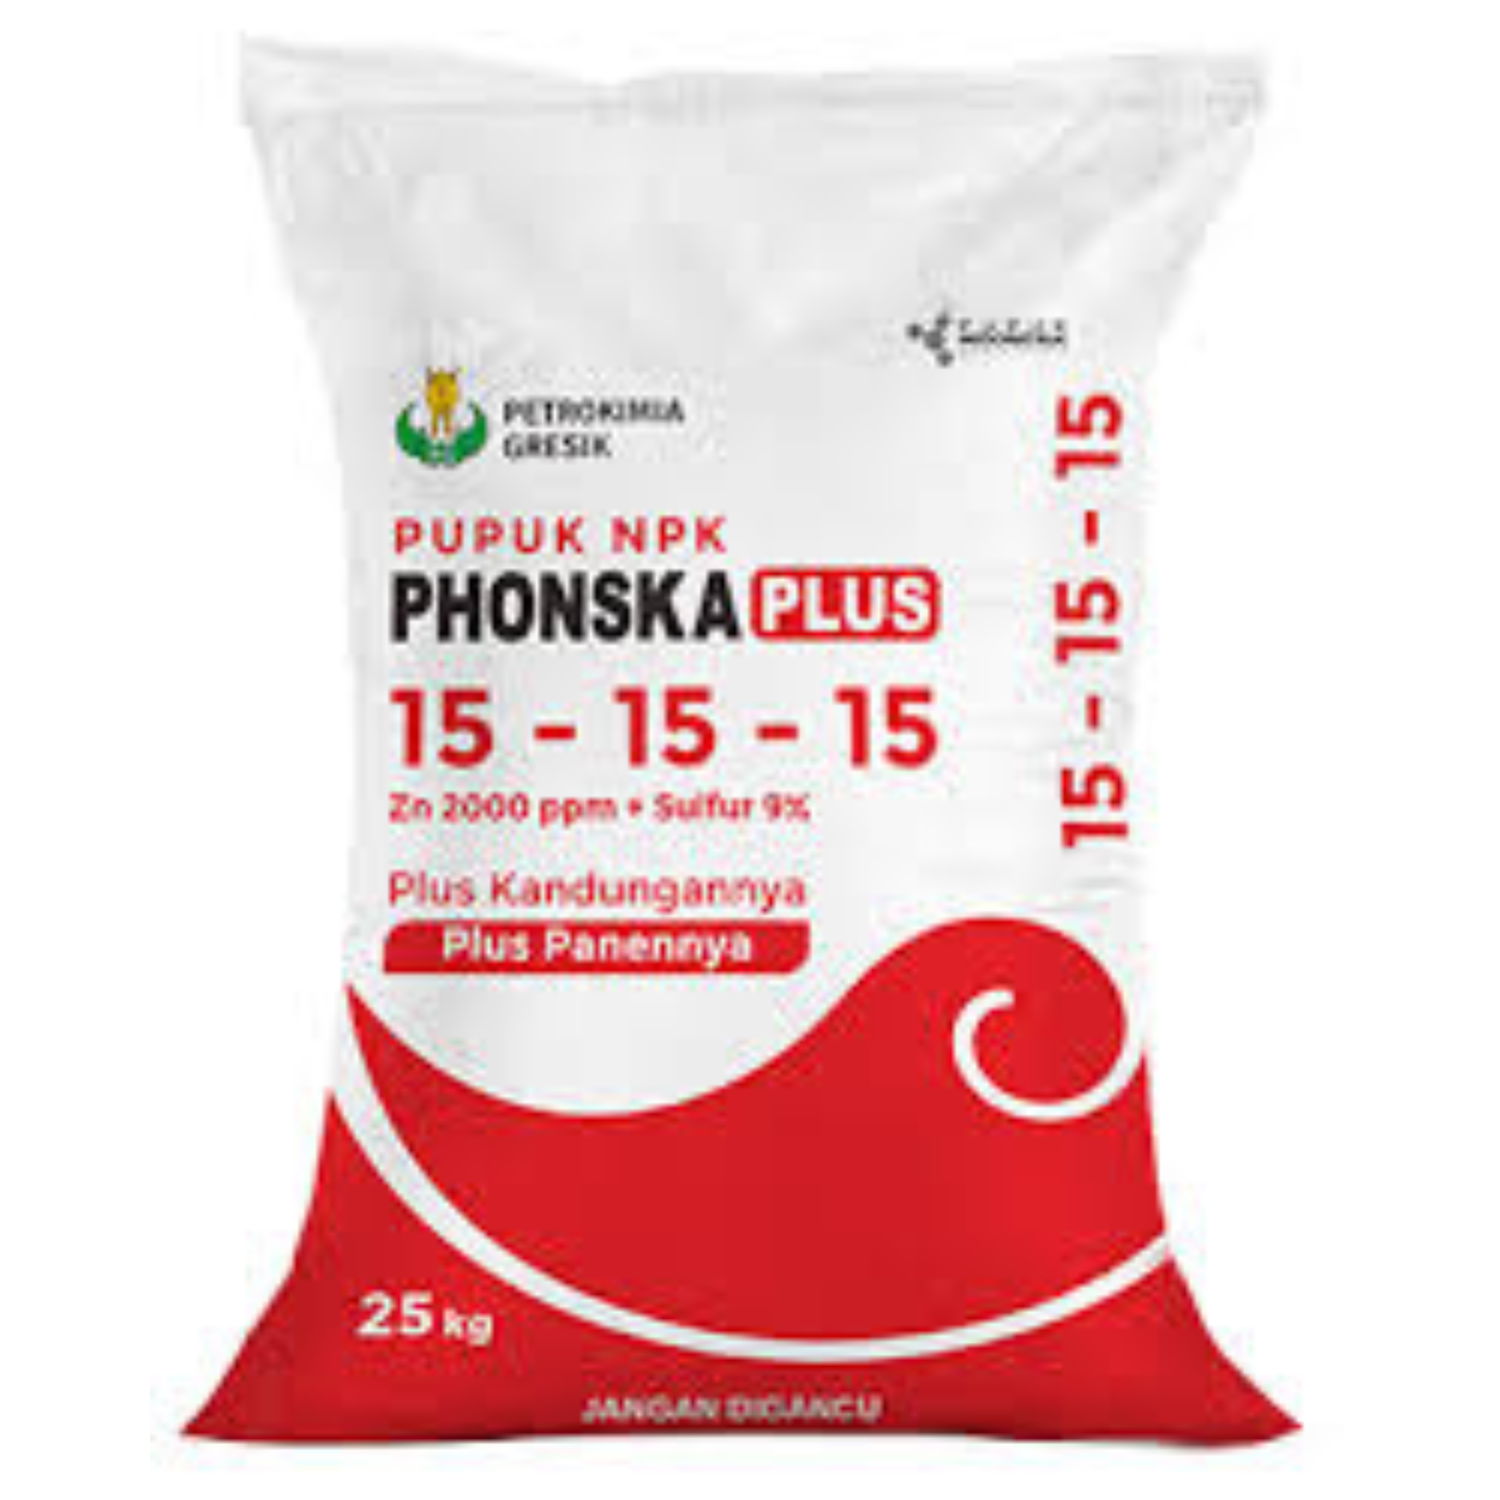 PETROKIMIA
GRESIK
PUPUK NPK
PHONSKA PLUS
15 - 15 - 15
Zn 2000 ppm + Sulfur 9%
Plus Kandungannya
Plus Panennya
15 - 15 - 15
25 kg
JANGAN DIGANCU